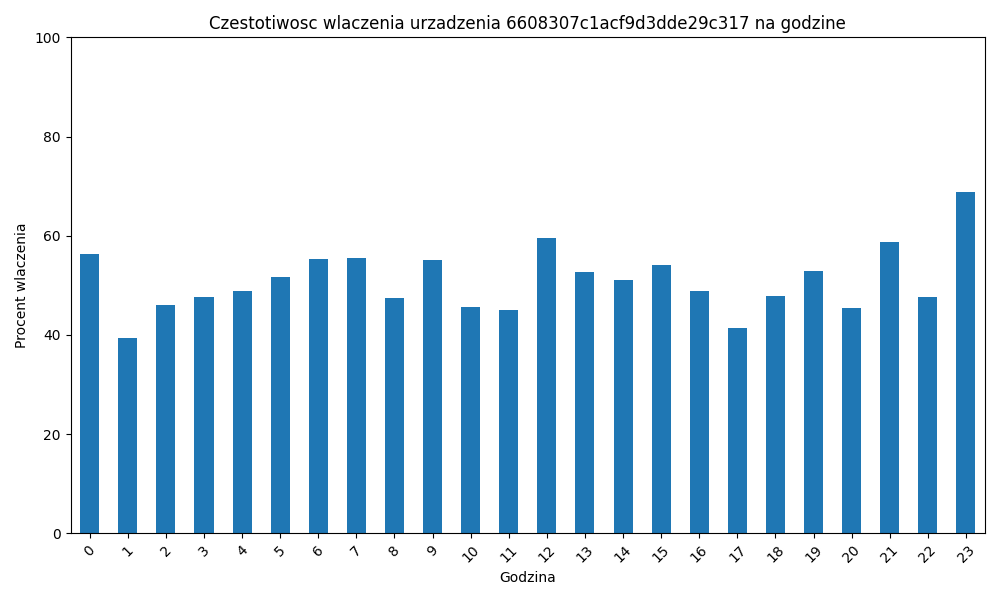 Czestotiwosc wlaczenia urzadzenia 6608307c1acf9d3dde29c317 na godzine
100
80
60
40
20
0
Procent wlaczenia
0 1 2 3 4 5 6 7 8 9 10 11 12 13 14 15 16 17 18 19 20 21 22 23
Godzina